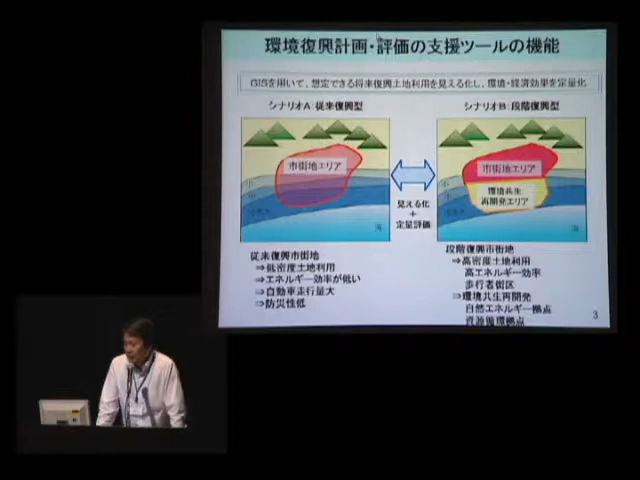 環境復興計画・評価の支援ツールの機能
GISを用いて、想定できる将来復興土地利用を見える化し、環境・経済効果を定量化
シナリオA:従来復興型
シナリオB:段階復興型
市街地エリア
海
見える化
+
定量評価
市街地エリア
環境共生
再開発エリア
海
従来復興市街地
⇒低密度土地利用
⇒エネルギー効率が低い
⇒自動車走行量大
⇒防災性低
段階復興市街地
⇒高密度土地利用
高エネルギー効率
歩行者街区
⇒環境共生再開発
自然エネルギー拠点
資源循環拠点
3